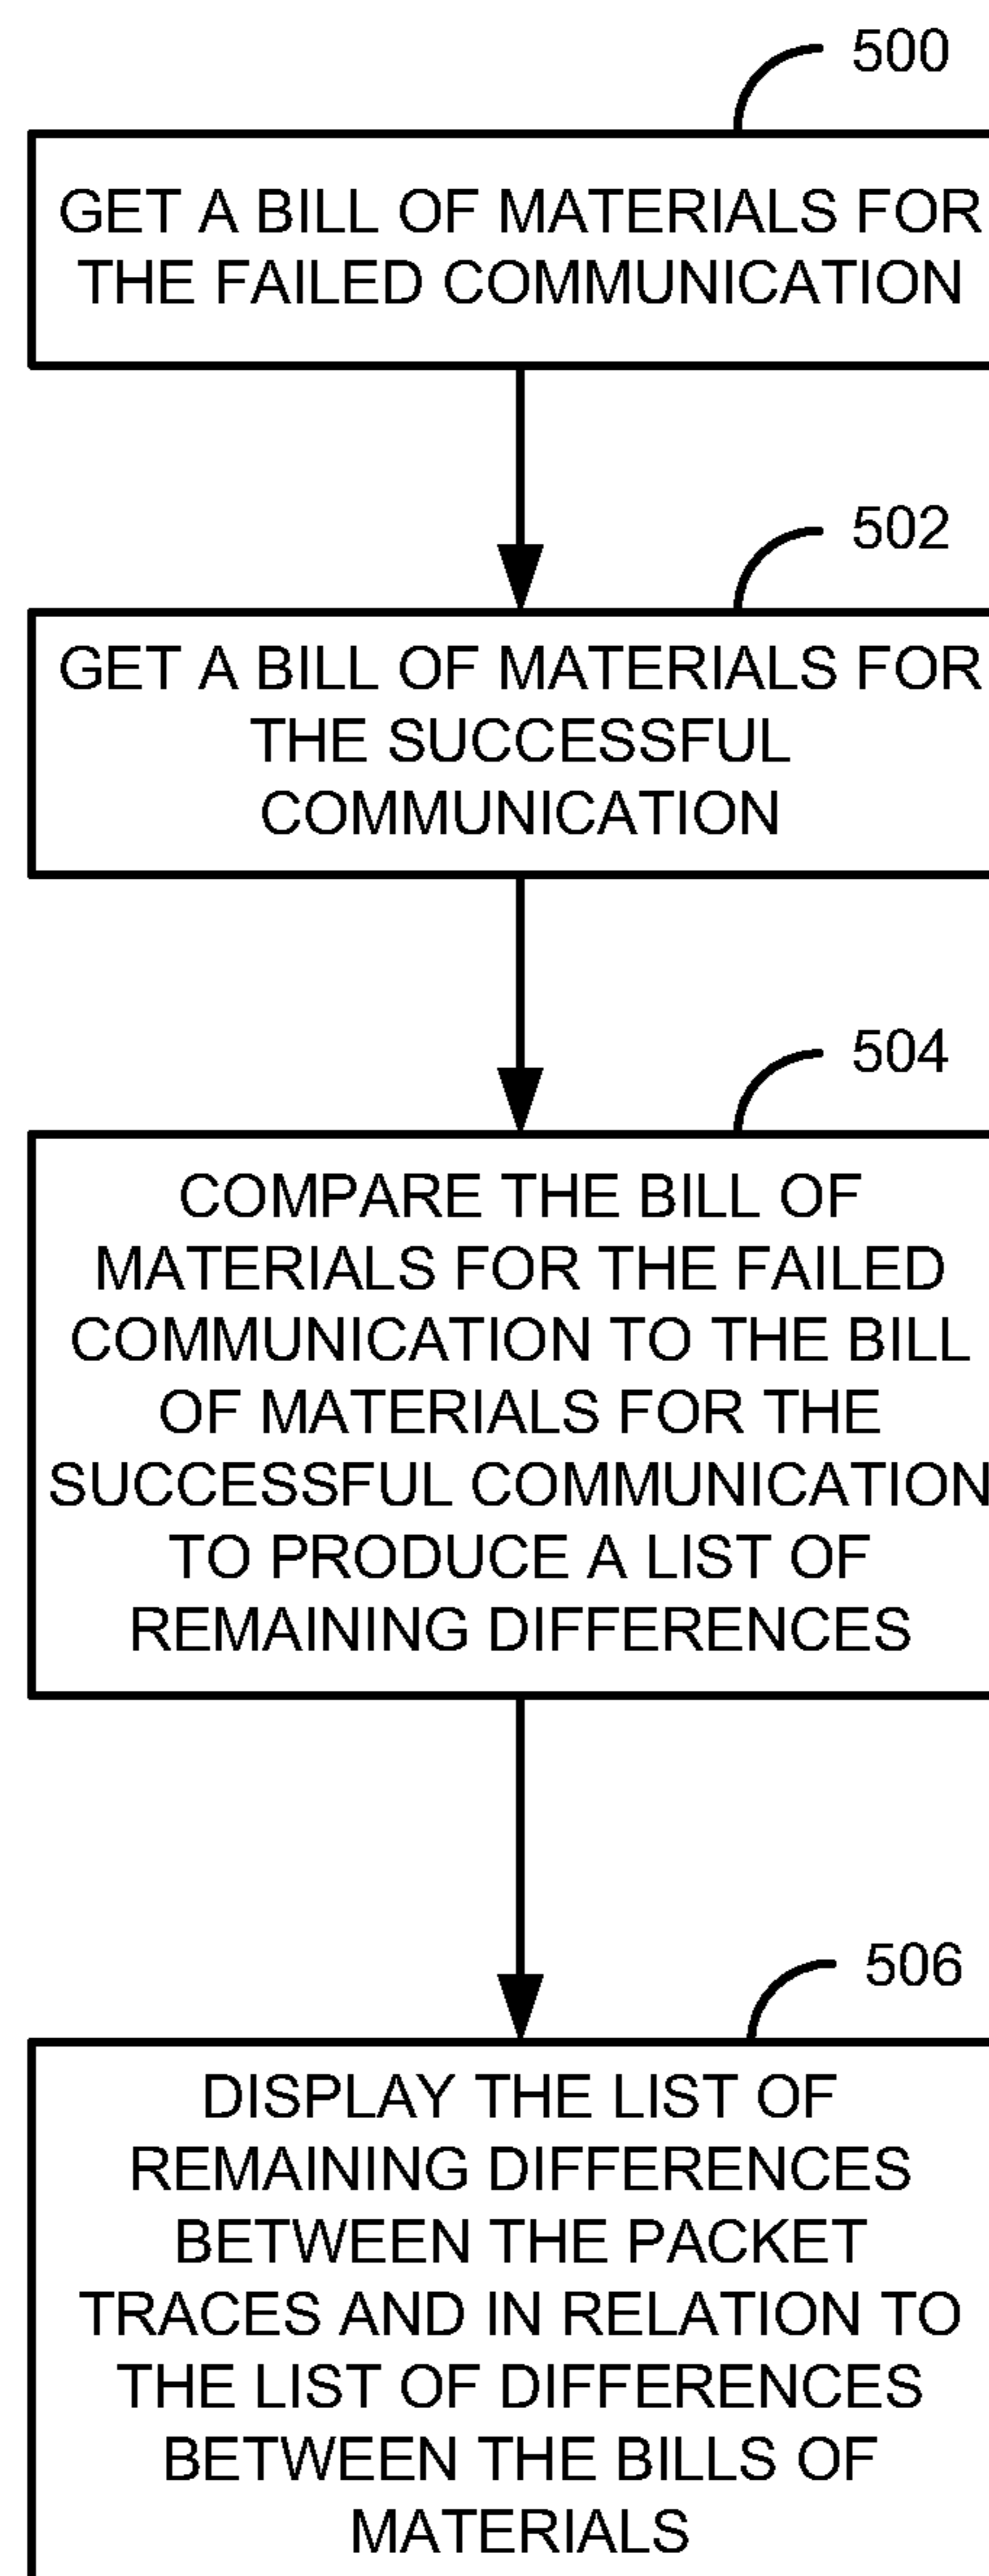 500
GET A BILL OF MATERIALS FOR
THE FAILED COMMUNICATION
502
GET A BILL OF MATERIALS FOR
THE SUCCESSFUL
COMMUNICATION
504
COMPARE THE BILL OF
MATERIALS FOR THE FAILED
COMMUNICATION TO THE BILL
OF MATERIALS FOR THE
SUCCESSFUL COMMUNICATION
TO PRODUCE A LIST OF
REMAINING DIFFERENCES
506
DISPLAY THE LIST OF
REMAINING DIFFERENCES
BETWEEN THE PACKET
TRACES AND IN RELATION TO
THE LIST OF DIFFERENCES
BETWEEN THE BILLS OF
MATERIALS